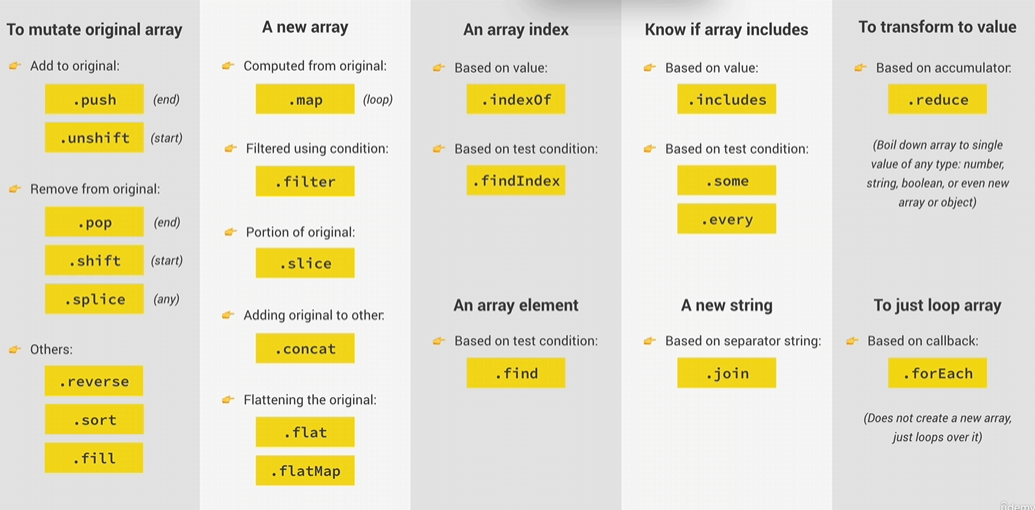 To mutate original array
Add to original:
.push (end)
.unshift (start)
Remove from original:
.pop (end)
.shift (start)
.splice (any)
Others:
.reverse
.sort
.fill
A new array
Computed from original:
.map (loop)
Filtered using condition:
.filter
Portion of original:
.slice
Adding original to other:
.concat
Flattening the original:
.flat
.flatMap
An array index
Based on value:
.indexOf
Based on test condition:
.findIndex
An array element
Based on test condition:
.find
Know if array includes
Based on value:
.includes
Based on test condition:
.some
.every
A new string
Based on separator string:
.join
To transform to value
Based on accumulator:
.reduce
(Boil down array to single
value of any type: number,
string, boolean, or even new
array or object)
To just loop array
Based on callback:
.forEach
(Does not create a new array,
just loops over it)